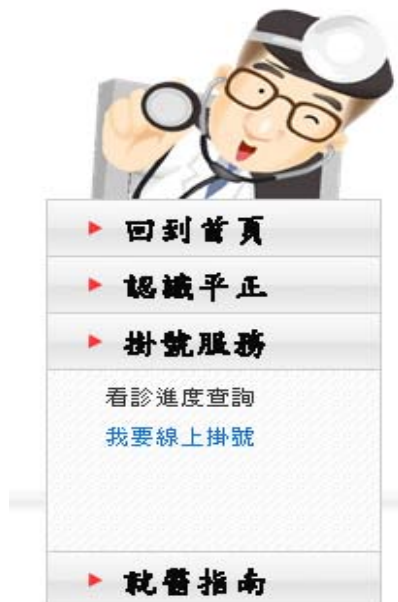 回到首頁
認識平正
掛號服務
看診進度查詢
我要線上掛號
就醫指南